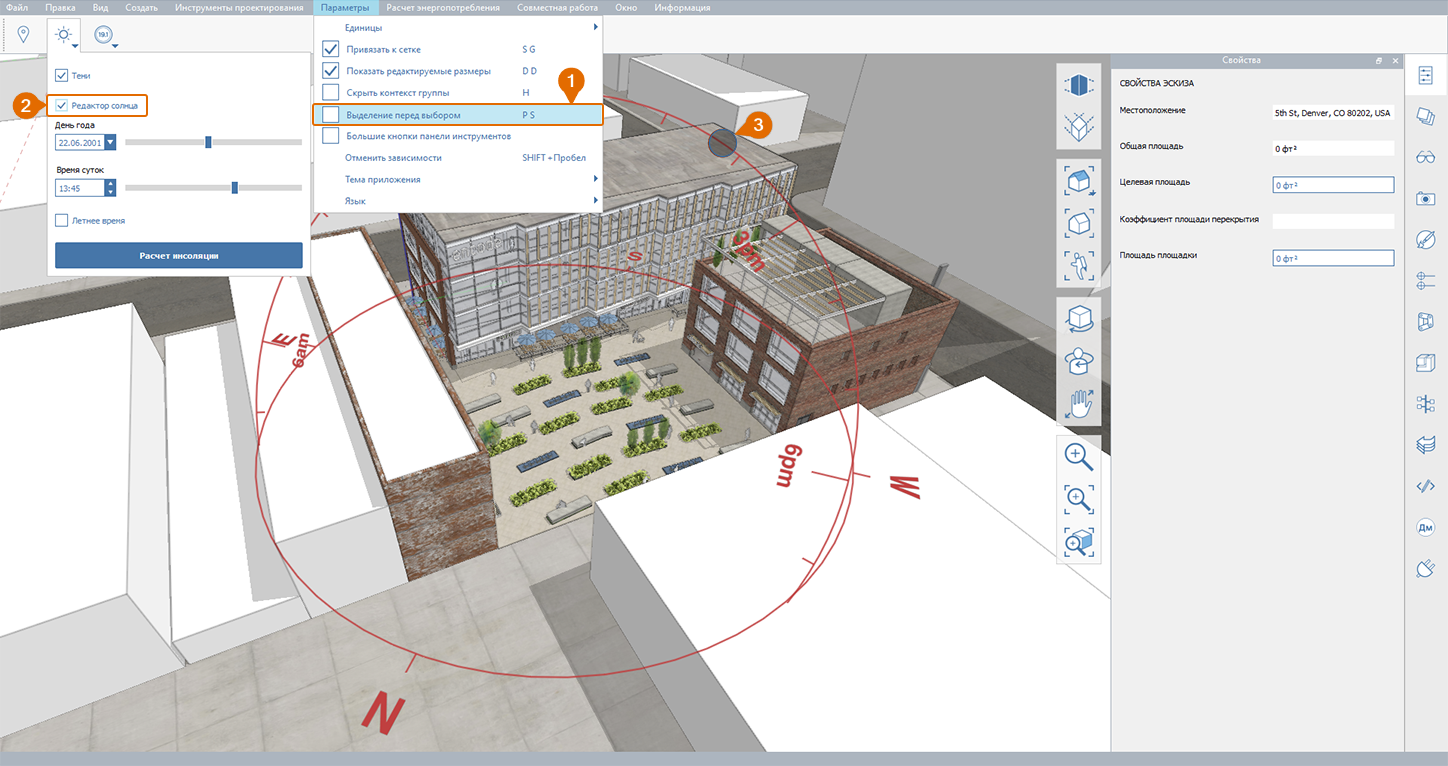 Файл Правка Вид Создать Инструменты проектирования Параметры Расчет энергопотребления Совместная работа Окно Информация
191
Тени
2
Редактор солнца
День года
22.06.2001
Время суток
13:45
Летнее время
Расчет инсоляции
Единицы
Привязать к сетке S G
Показать редактируемые размеры D D
Скрыть контекст группы H
1
Выделение перед выбором P S
Большие кнопки панели инструментов
Отменить зависимости SHIFT + Пробел
Тема приложения
Язык
3
S
3pm
E
6am
6pm
W
N
Свойства
СВОЙСТВА ЭСКИЗА
Местоположение 5th St, Denver, CO 80202, USA
Общая площадь 0 фт²
Целевая площадь 0 фт²
Коэффициент площади перекрытия
Площадь площадки 0 фт²
Дм